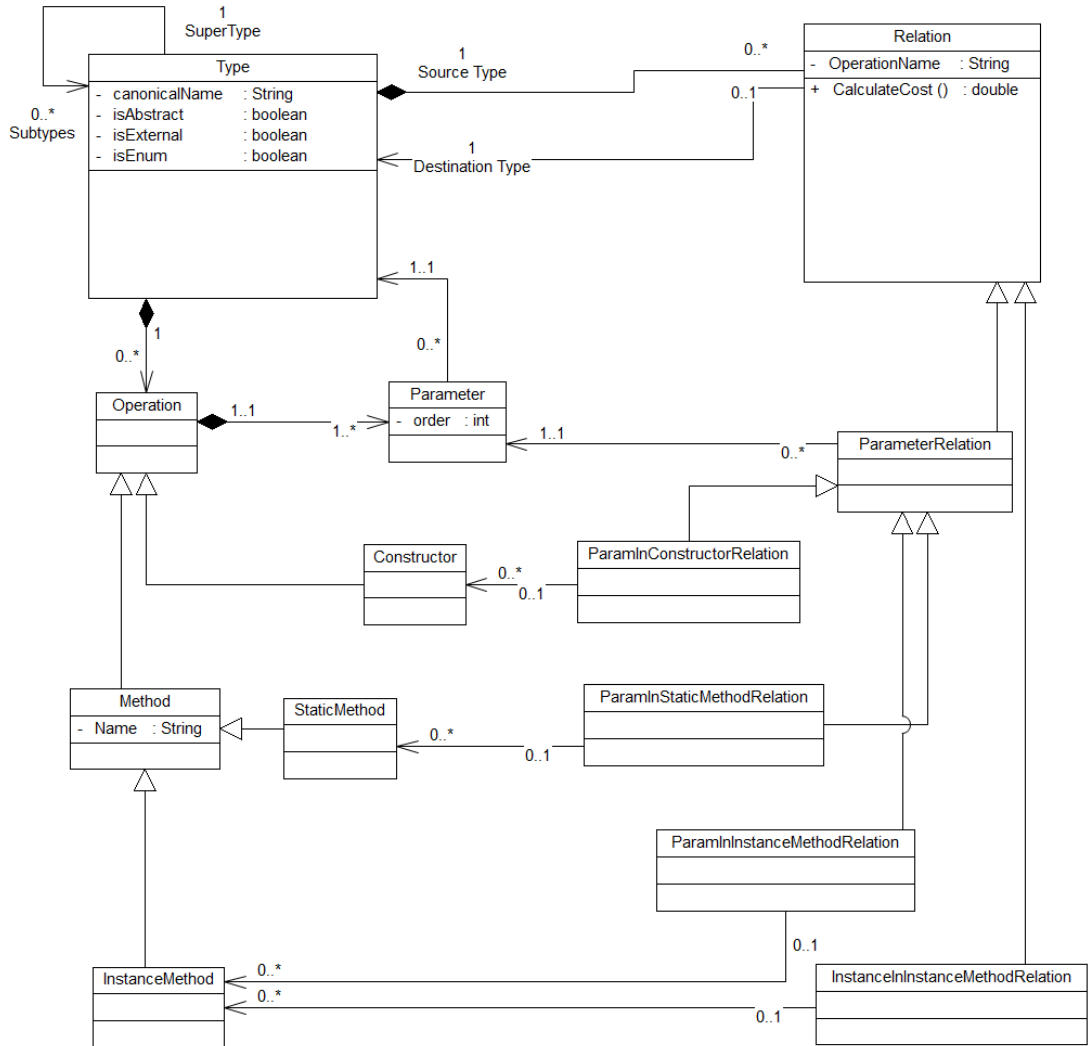 1
SuperType
Type
- canonicalName : String
- isAbstract : boolean
- isExternal : boolean
- isEnum : boolean
0..*
Subtypes
1
Source Type
0..*
Relation
- OperationName : String
+ CalculateCost () : double
0..1
1
Destination Type
1..1
1
0..*
0..*
Operation
1..1
1..*
Parameter
- order : int
1..1
0..*
ParameterRelation
Constructor
0..*
0..1
ParamInConstructorRelation
Method
- Name : String
StaticMethod
0..*
0..1
ParamInStaticMethodRelation
ParamInInstanceMethodRelation
0..1
InstanceMethod
0..*
0..*
0..1
InstanceInInstanceMethodRelation